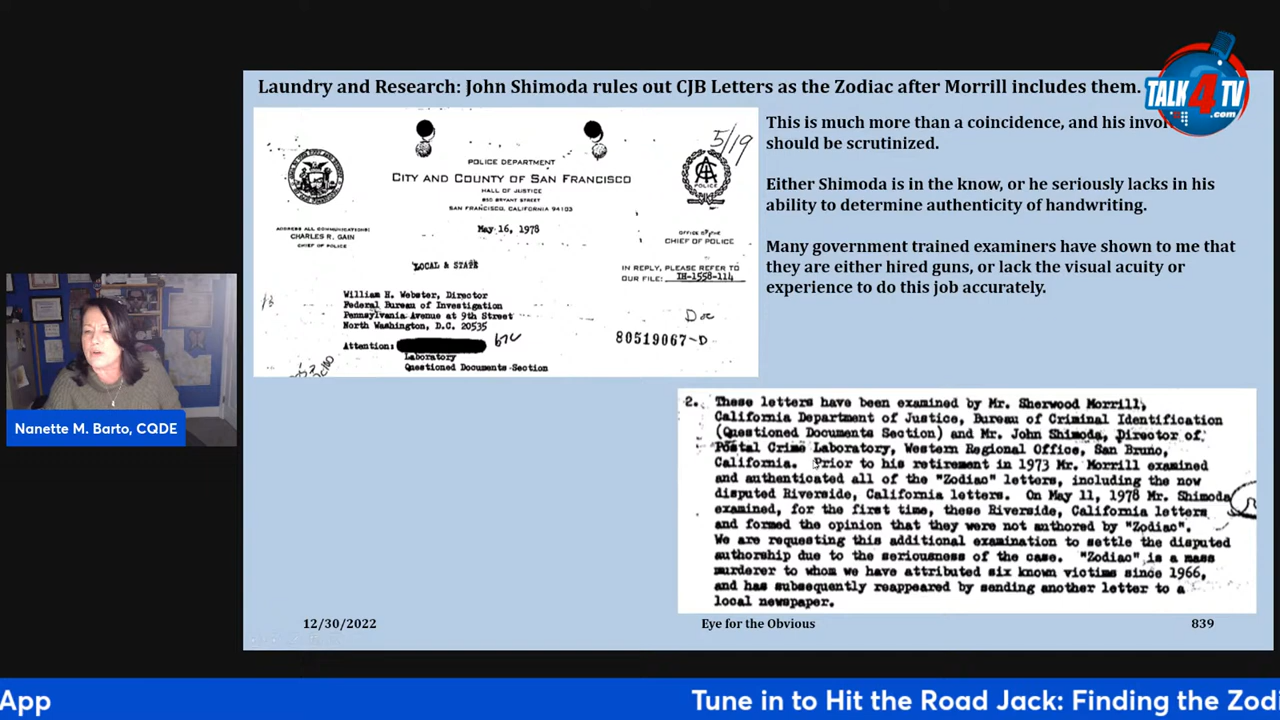 Laundry and Research: John Shimoda rules out CJB Letters as the Zodiac after Morrill includes them.
TALK4TV
.com
5/19
POLICE DEPARTMENT
CITY AND COUNTY OF SAN FRANCISCO
HALL OF JUSTICE
850 BRYANT STREET
SAN FRANCISCO, CALIFORNIA 94103
POLICE
ADDRESS ALL COMMUNICATIONS:
CHARLES R. GAIN
CHIEF OF POLICE
May 16, 1978
OFFICE OF THE
CHIEF OF POLICE
LOCAL & STATE
IN REPLY, PLEASE REFER TO
OUR FILE: IH-1558-114
William H. Webster, Director
Federal Bureau of Investigation
Pennsylvania Avenue at 9th Street
North Washington, D.C. 20535
Doc
80519067-D
Attention:
Laboratory
Questioned Documents Section
This is much more than a coincidence, and his
should be scrutinized.
Either Shimoda is in the know, or he seriously lacks in his
ability to determine authenticity of handwriting.
Many government trained examiners have shown to me that
they are either hired guns, or lack the visual acuity or
experience to do this job accurately.
2. These letters have been examined by Mr. Sherwood Morrill,
California Department of Justice, Bureau of Criminal Identification
(Questioned Documents Section) and Mr. John Shimoda, Director of
Postal Crime Laboratory, Western Regional Office, San Bruno,
California. Prior to his retirement in 1973 Mr. Morrill examined
and authenticated all of the "Zodiac" letters, including the now
disputed Riverside, California letters. On May 11, 1978 Mr. Shimoda
examined, for the first time, these Riverside, California letters
and formed the opinion that they were not authored by "Zodiac".
We are requesting this additional examination to settle the disputed
authorship due to the seriousness of the case. "Zodiac" is a mass
murderer to whom we have attributed six known victims since 1966,
and has subsequently reappeared by sending another letter to a
local newspaper.
12/30/2022
Eye for the Obvious
839
Nanette M. Barto, CQDE
App
Tune in to Hit the Road Jack: Finding the Zodi